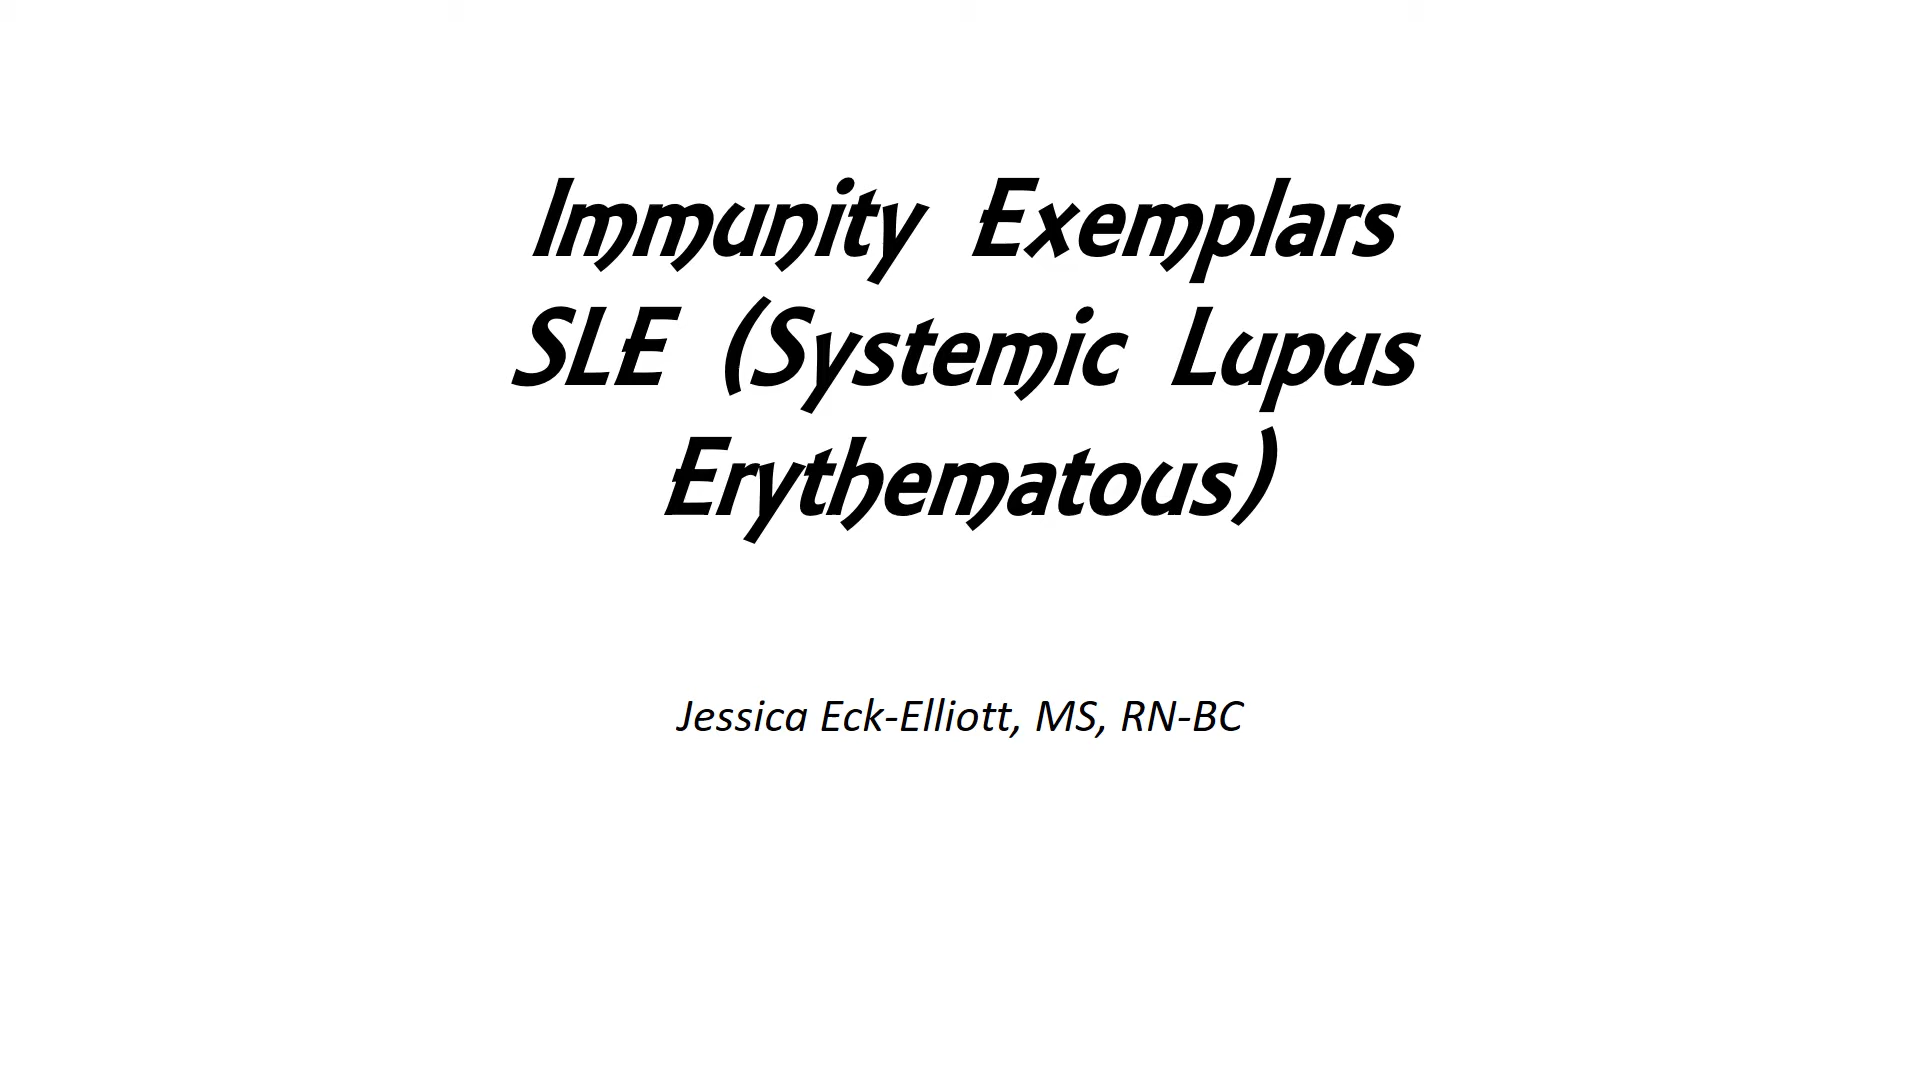 Immunity Exemplars
SLE (Systemic Lupus
Erythematous)
Jessica Eck-Elliott, MS, RN-BC